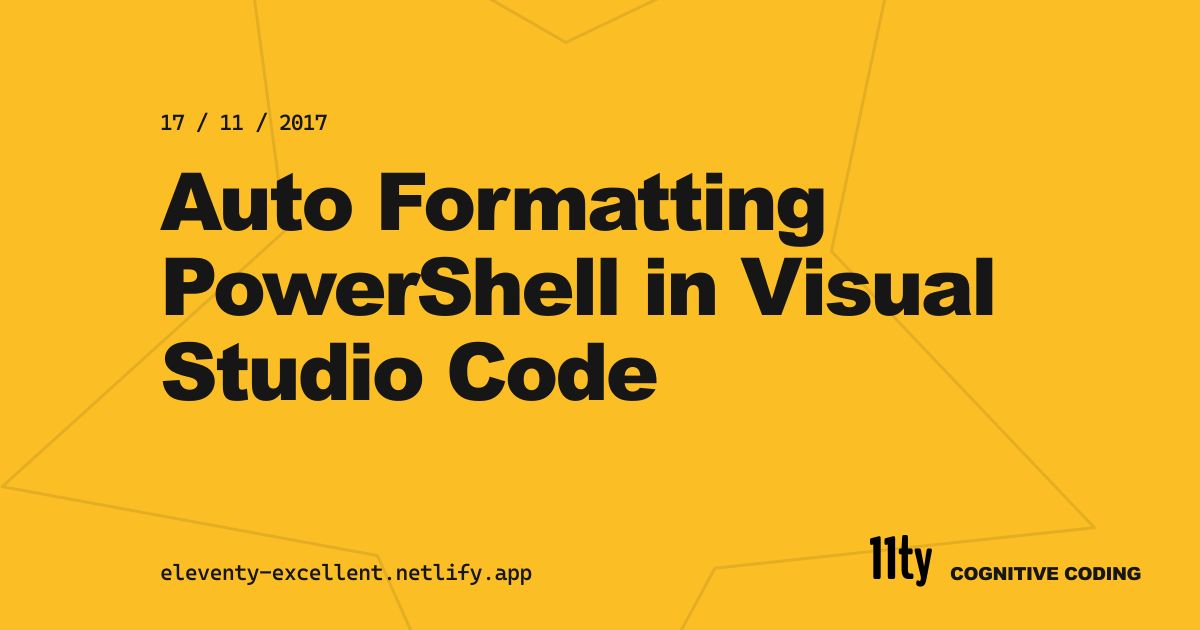 17 / 11 / 2017
Auto Formatting
PowerShell in Visual
Studio Code
eleventy-excellent.netlify.app
11ty COGNITIVE CODING